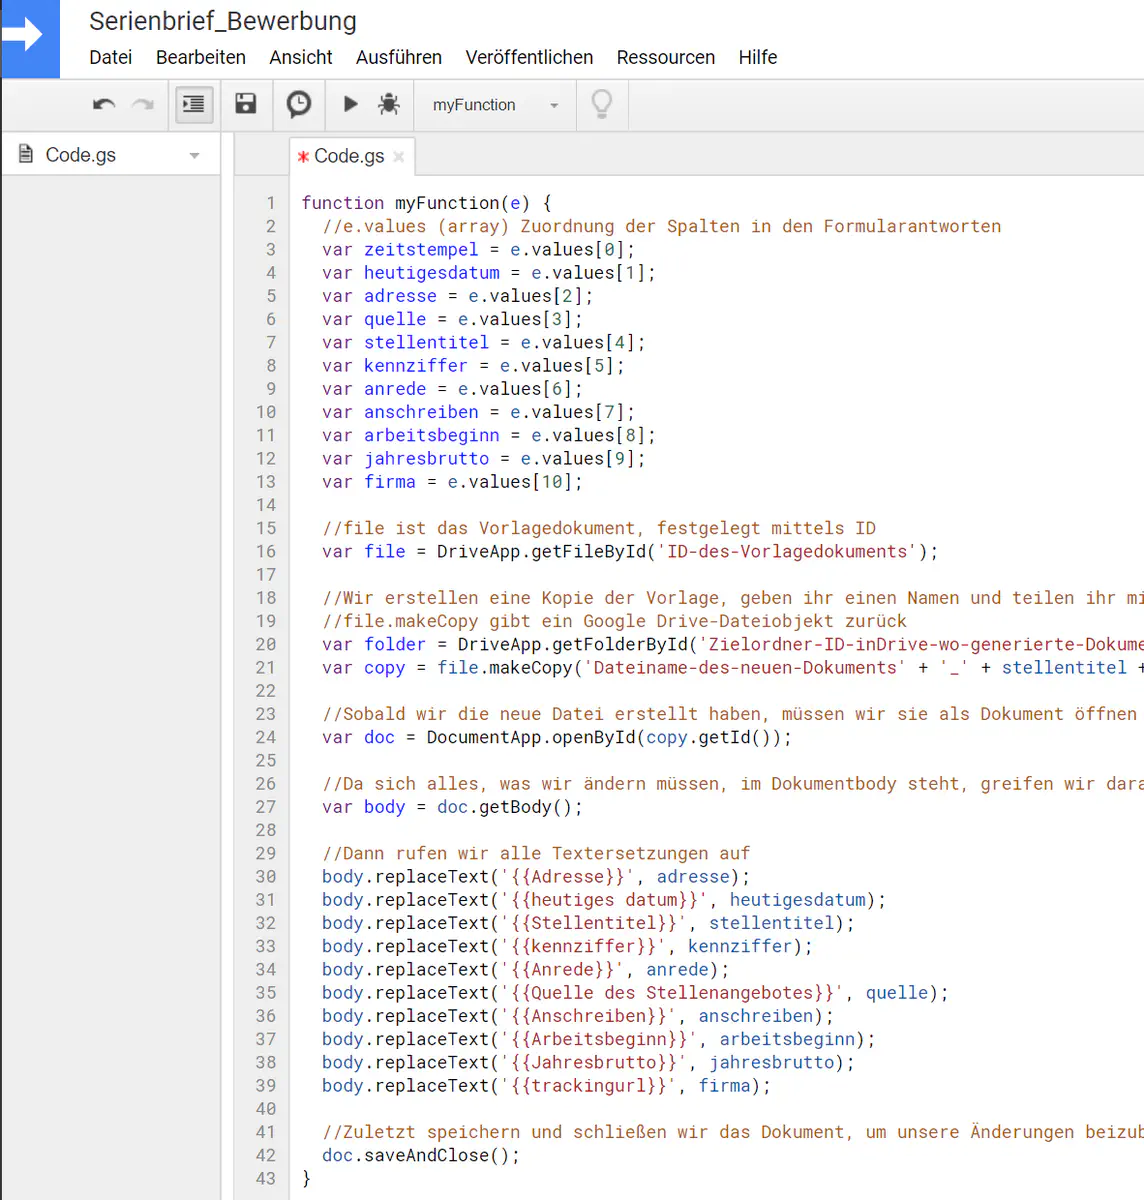 Serienbrief_Bewerbung
Datei Bearbeiten Ansicht Ausführen Veröffentlichen Ressourcen Hilfe
myFunction
Code.gs
* Code.gs ×
1 function myFunction(e) {
2 //e.values (array) Zuordnung der Spalten in den Formularantworten
3 var zeitstempel = e.values[0];
4 var heutigesdatum = e.values[1];
5 var adresse = e.values[2];
6 var quelle = e.values[3];
7 var stellentitel = e.values[4];
8 var kennziffer = e.values[5];
9 var anrede = e.values[6];
10 var anschreiben = e.values[7];
11 var arbeitsbeginn = e.values[8];
12 var jahresbrutto = e.values[9];
13 var firma = e.values[10];
14
15 //file ist das Vorlagedokument, festgelegt mittels ID
16 var file = DriveApp.getFileById('ID-des-Vorlagedokuments');
17
18 //Wir erstellen eine Kopie der Vorlage, geben ihr einen Namen und teilen ihr mi
19 //file.makeCopy gibt ein Google Drive-Dateiobjekt zurück
20 var folder = DriveApp.getFolderById('Zielordner-ID-inDrive-wo-generierte-Dokume
21 var copy = file.makeCopy('Dateiname-des-neuen-Dokuments' + '_' + stellentitel +
22
23 //Sobald wir die neue Datei erstellt haben, müssen wir sie als Dokument öffnen
24 var doc = DocumentApp.openById(copy.getId());
25
26 //Da sich alles, was wir ändern müssen, im Dokumentbody steht, greifen wir dara
27 var body = doc.getBody();
28
29 //Dann rufen wir alle Textersetzungen auf
30 body.replaceText('{{Adresse}}', adresse);
31 body.replaceText('{{heutiges datum}}', heutigesdatum);
32 body.replaceText('{{Stellentitel}}', stellentitel);
33 body.replaceText('{{kennziffer}}', kennziffer);
34 body.replaceText('{{Anrede}}', anrede);
35 body.replaceText('{{Quelle des Stellenangebotes}}', quelle);
36 body.replaceText('{{Anschreiben}}', anschreiben);
37 body.replaceText('{{Arbeitsbeginn}}', arbeitsbeginn);
38 body.replaceText('{{Jahresbrutto}}', jahresbrutto);
39 body.replaceText('{{trackingurl}}', firma);
40
41 //Zuletzt speichern und schließen wir das Dokument, um unsere Änderungen beizub
42 doc.saveAndClose();
43 }